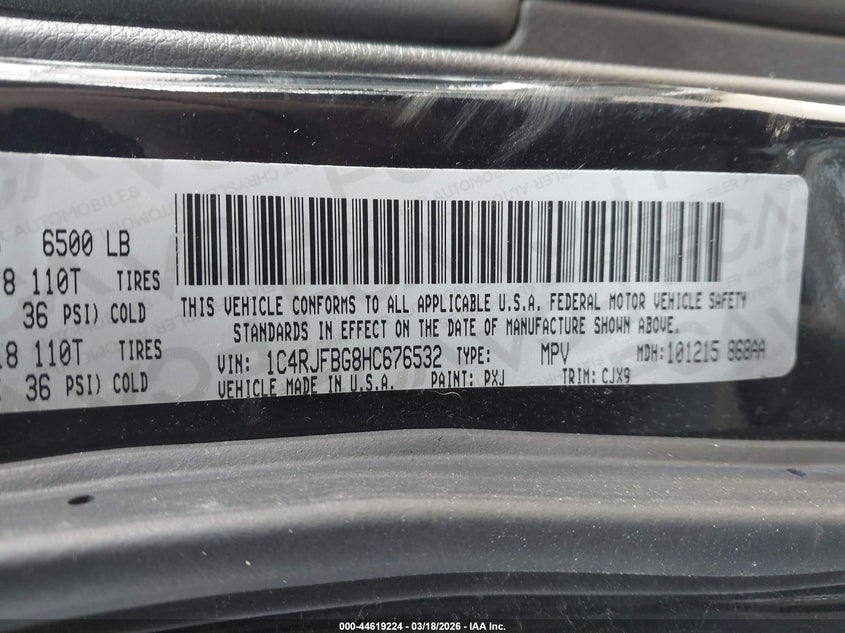 6500 LB
8 110T TIRES
36 PSI) COLD
18 110T TIRES
36 PSI) COLD
THIS VEHICLE CONFORMS TO ALL APPLICABLE U.S.A. FEDERAL MOTOR VEHICLE SAFETY
STANDARDS IN EFFECT ON THE DATE OF MANUFACTURE SHOWN ABOVE.
VIN: 1C4RJFBG8HC676532 TYPE: MPV MDH:101215 868AA
VEHICLE MADE IN U.S.A. PAINT: PXJ TRIM: CJX9
000-44619224 | 03/18/2026 – IAA Inc.